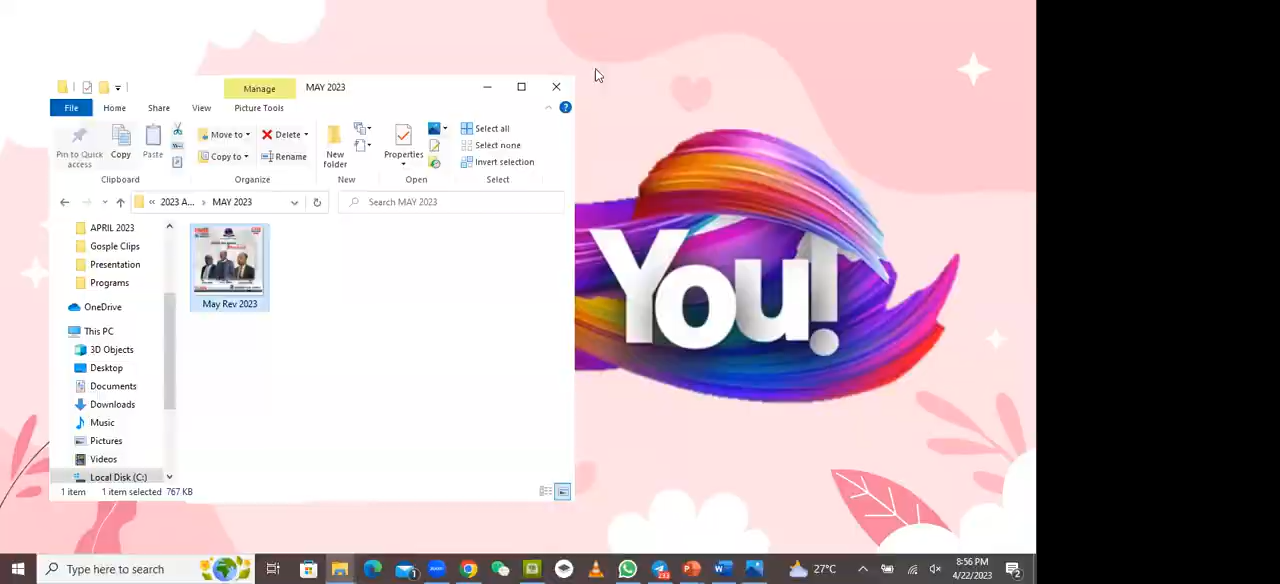 Manage
MAY 2023
File
Home
Share
View
Picture Tools
Pin to Quick access
Copy
Paste
Move to
Copy to
Delete
Rename
New folder
Properties
Select all
Select none
Invert selection
Clipboard
Organize
New
Open
Select
« 2023 A... › MAY 2023
Search MAY 2023
APRIL 2023
Gosple Clips
Presentation
Programs
OneDrive
This PC
3D Objects
Desktop
Documents
Downloads
Music
Pictures
Videos
Local Disk (C:)
May Rev 2023
1 item
1 item selected 767 KB
You!
Type here to search
1
zoom
233
27°C
8:56 PM
4/22/2023
2